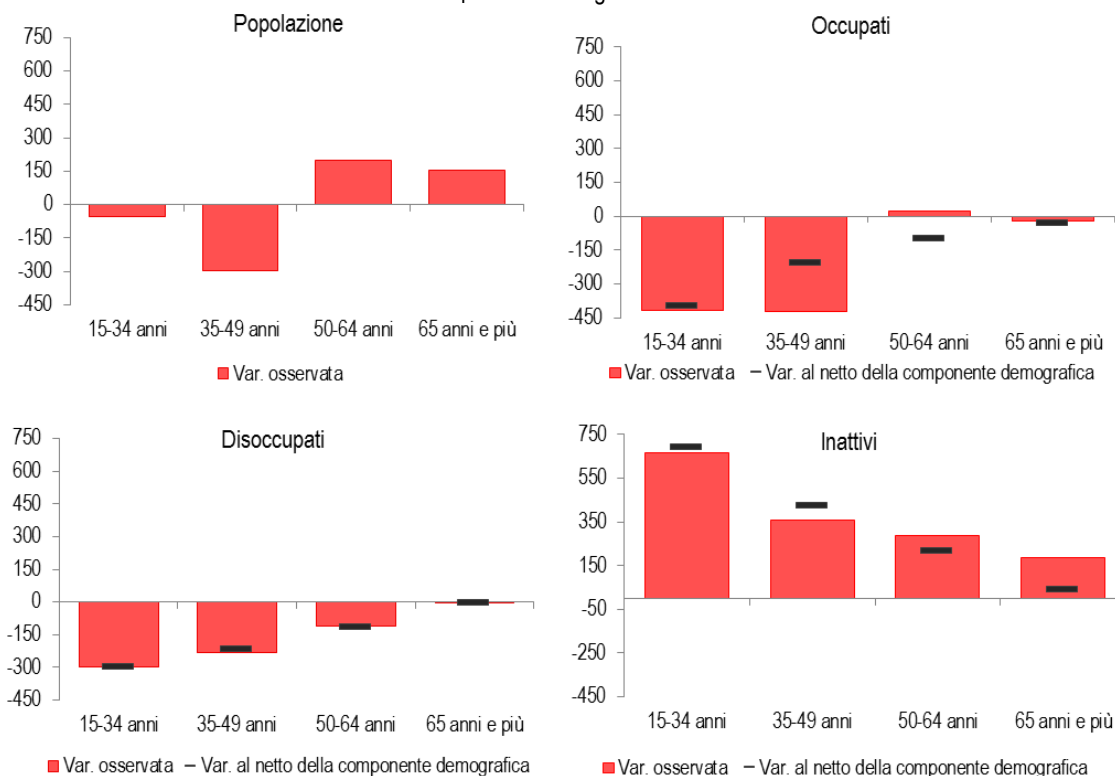 Popolazione
750
600
450
300
150
0
-150
-300
-450
15-34 anni 35-49 anni 50-64 anni 65 anni e più
Var. osservata
Occupati
750
600
450
300
150
0
-150
-300
-450
15-34 anni 35-49 anni 50-64 anni 65 anni e più
Var. osservata – Var. al netto della componente demografica
Disoccupati
750
600
450
300
150
0
-150
-300
-450
15-34 anni 35-49 anni 50-64 anni 65 anni e più
Var. osservata – Var. al netto della componente demografica
Inattivi
750
550
350
150
-50
-250
-450
15-34 anni 35-49 anni 50-64 anni 65 anni e più
Var. osservata – Var. al netto della componente demografica